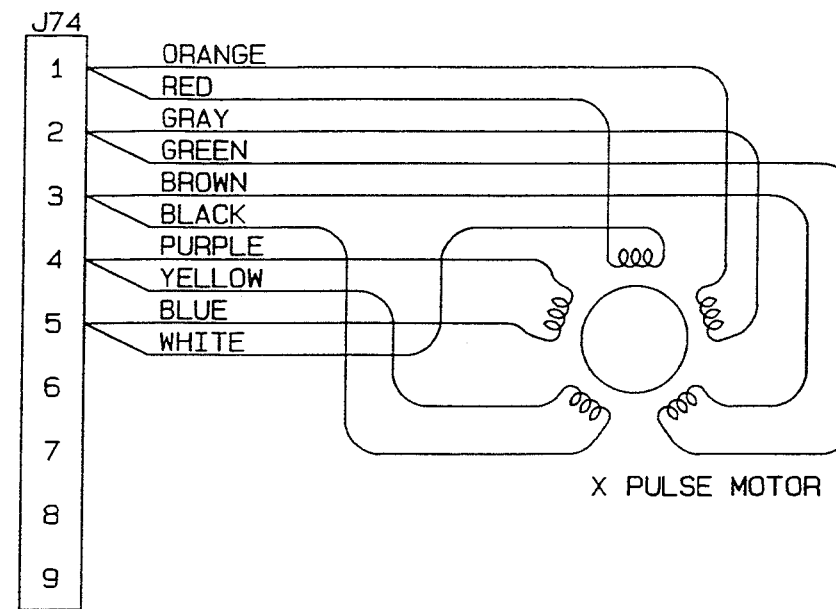 J74
1
ORANGE
RED
2
GRAY
GREEN
3
BROWN
BLACK
4
PURPLE
YELLOW
5
BLUE
WHITE
6
7
8
9
X PULSE MOTOR